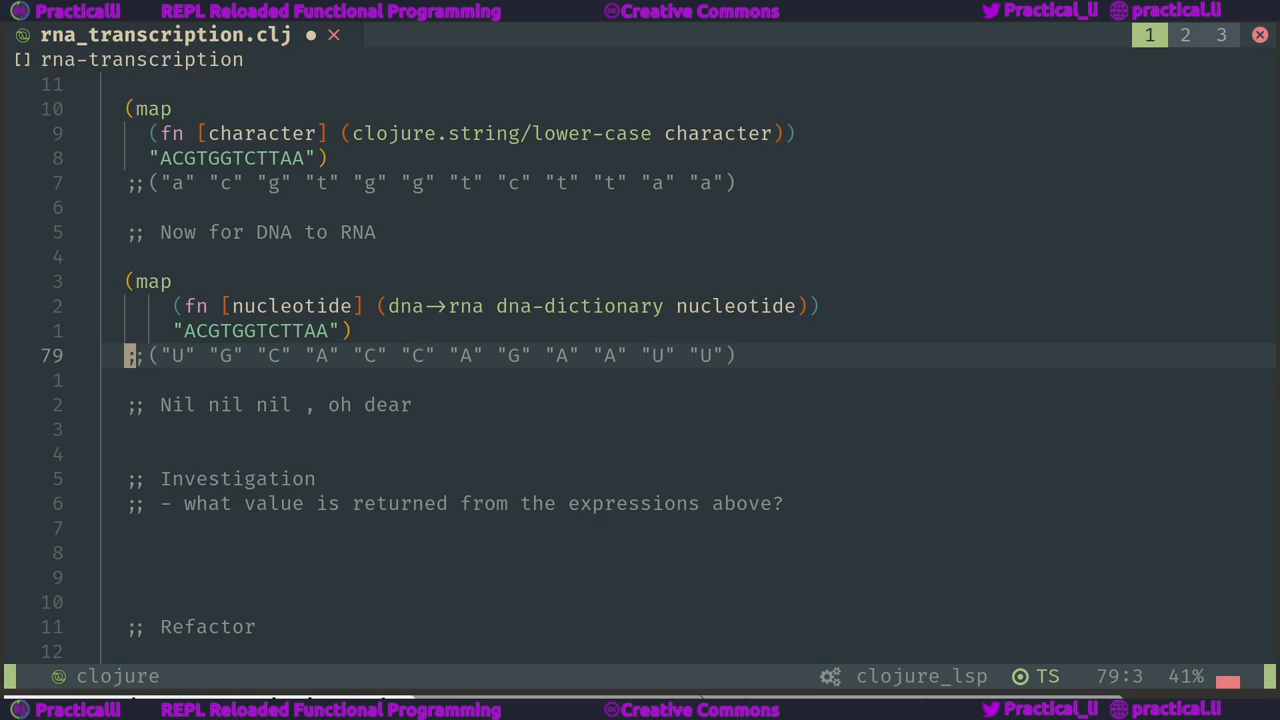 Practicalli REPL Reloaded Functional Programming Creative Commons Practical_li practical.li
rna_transcription.clj ● × 1 2 3
[] rna-transcription
11
10 (map
9 (fn [character] (clojure.string/lower-case character))
8 "ACGTGGTCTTAA")
7 ;;("a" "c" "g" "t" "g" "g" "t" "c" "t" "t" "a" "a")
6
5 ;; Now for DNA to RNA
4
3 (map
2 (fn [nucleotide] (dna->rna dna-dictionary nucleotide))
1 "ACGTGGTCTTAA")
79 ;;("U" "G" "C" "A" "C" "C" "A" "G" "A" "A" "U" "U")
1
2 ;; Nil nil nil , oh dear
3
4
5 ;; Investigation
6 ;; - what value is returned from the expressions above?
7
8
9
10
11 ;; Refactor
12
clojure clojure_lsp TS 79:3 41%
Practicalli REPL Reloaded Functional Programming Creative Commons Practical_li practical.li